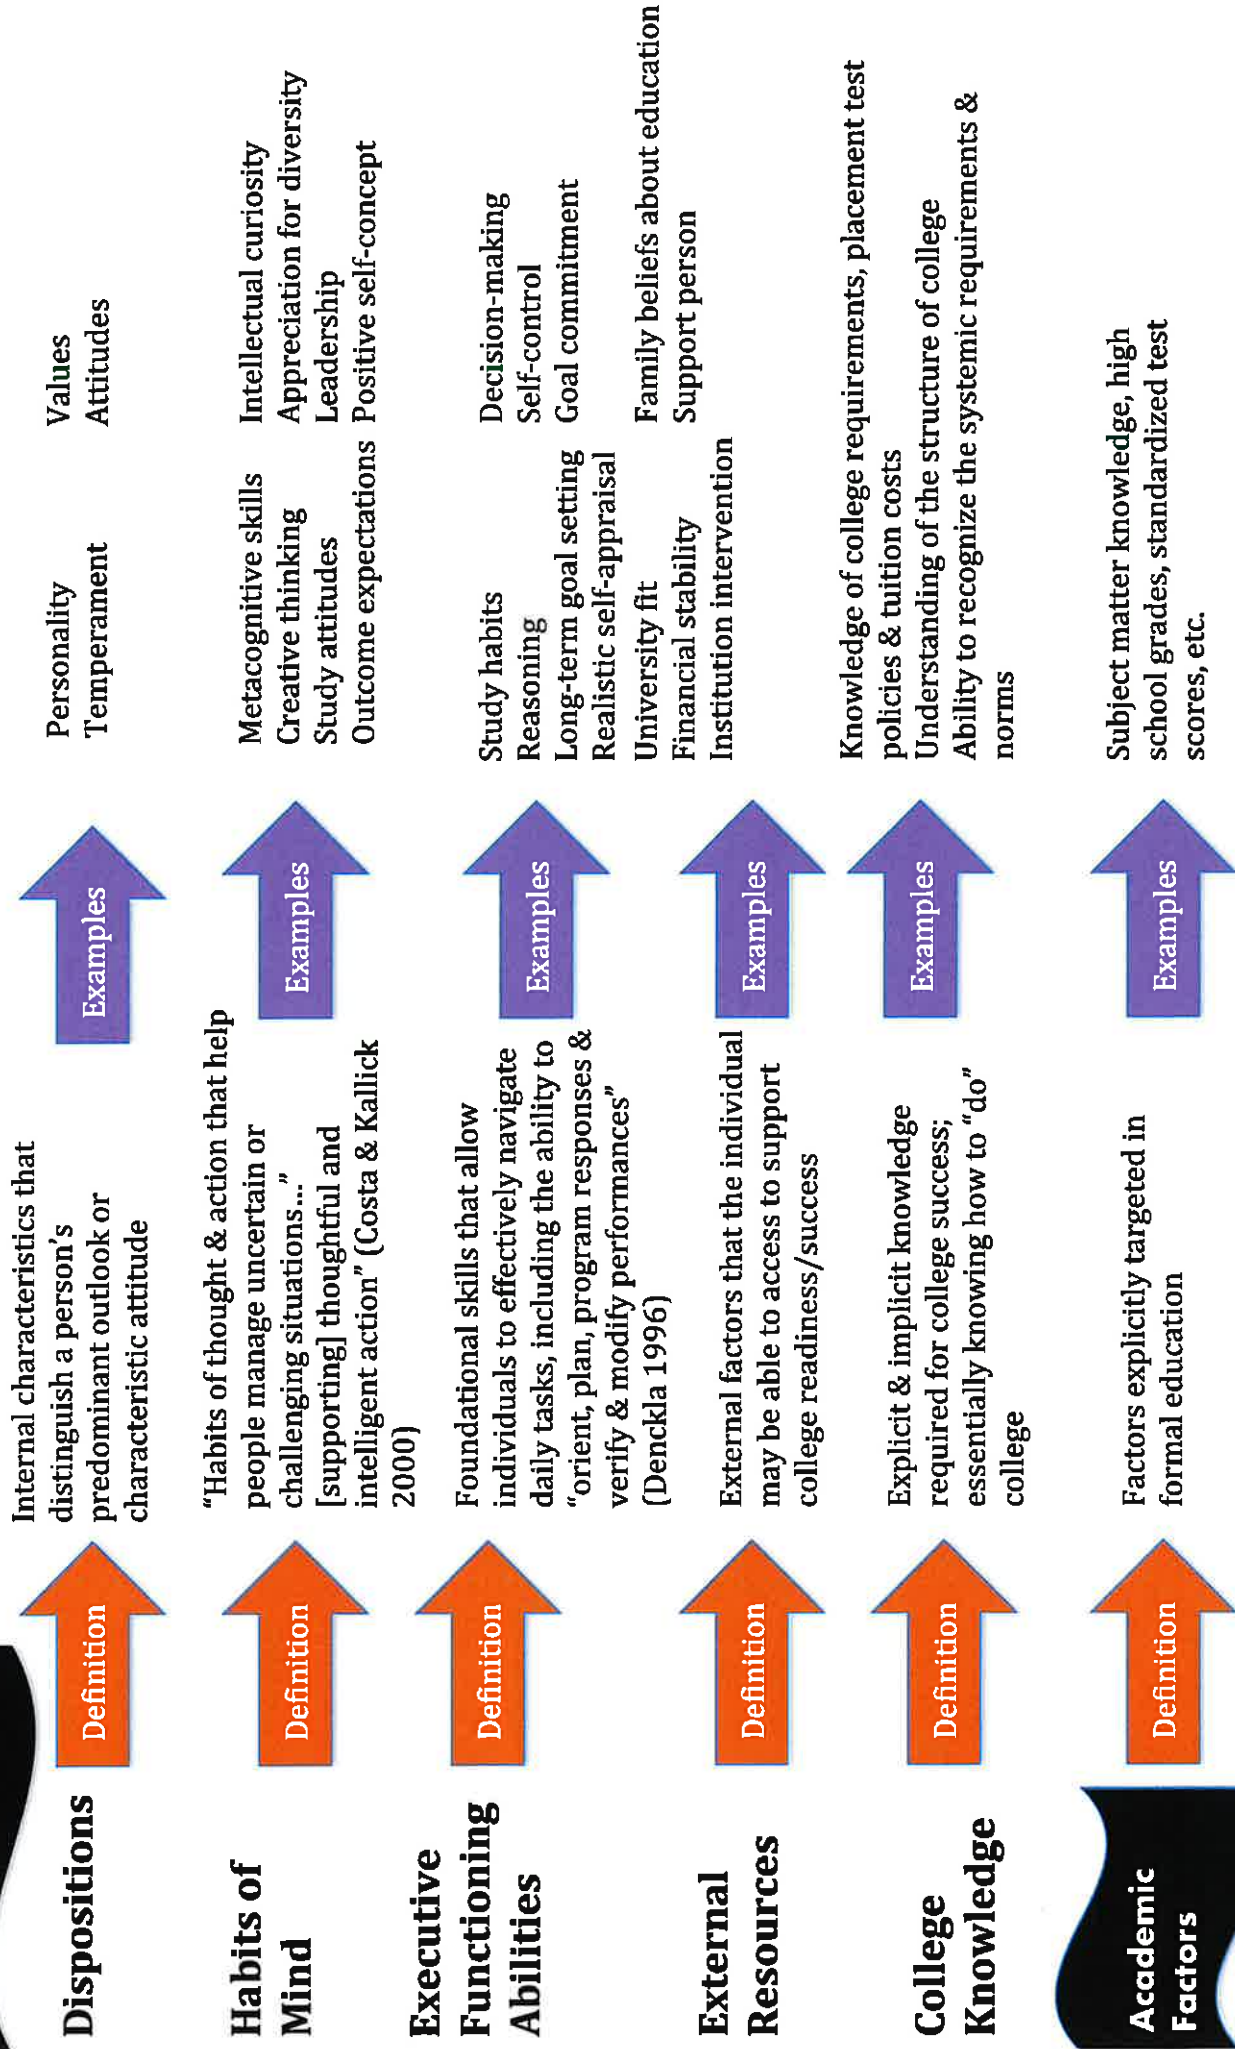 Dispositions
Definition
Internal characteristics that
distinguish a person's
predominant outlook or
characteristic attitude
Examples
Personality
Temperament
Values
Attitudes
Habits of
Mind
Definition
"Habits of thought & action that help
people manage uncertain or
challenging situations..."
[supporting] thoughtful and
intelligent action" (Costa & Kallick
2000)
Examples
Metacognitive skills
Creative thinking
Study attitudes
Outcome expectations
Intellectual curiosity
Appreciation for diversity
Leadership
Positive self-concept
Executive
Functioning
Abilities
Definition
Foundational skills that allow
individuals to effectively navigate
daily tasks, including the ability to
"orient, plan, program responses &
verify & modify performances"
(Denckla 1996)
Examples
Study habits
Reasoning
Long-term goal setting
Realistic self-appraisal
Decision-making
Self-control
Goal commitment
External
Resources
Definition
External factors that the individual
may be able to access to support
college readiness/success
Examples
University fit
Financial stability
Institution intervention
Family beliefs about education
Support person
College
Knowledge
Definition
Explicit & implicit knowledge
required for college success;
essentially knowing how to "do"
college
Examples
Knowledge of college requirements, placement test
policies & tuition costs
Understanding of the structure of college
Ability to recognize the systemic requirements &
norms
Academic
Factors
Definition
Factors explicitly targeted in
formal education
Examples
Subject matter knowledge, high
school grades, standardized test
scores, etc.